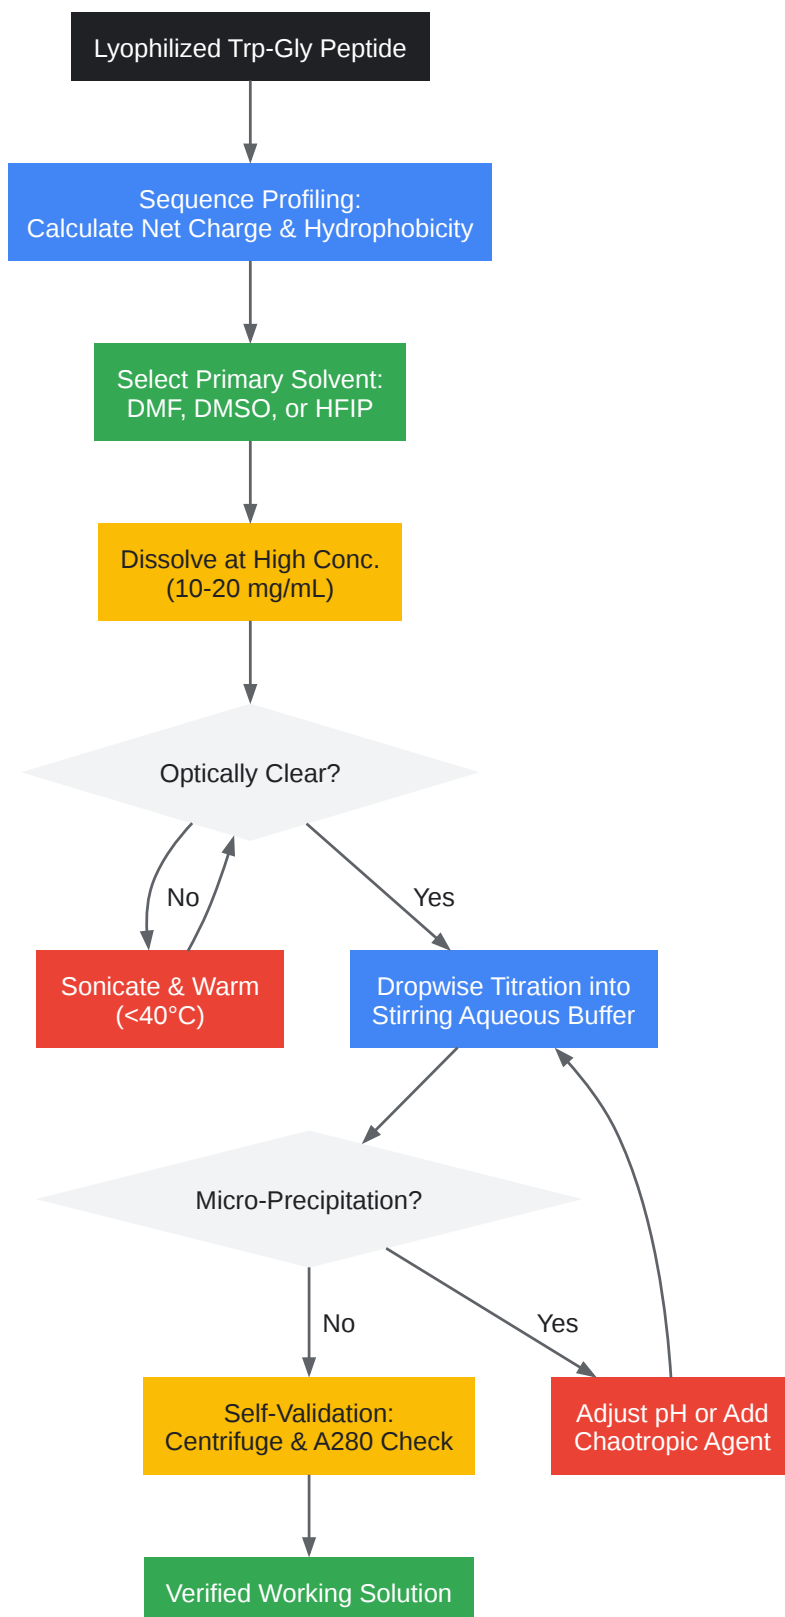 Lyophilized Trp-Gly Peptide
Sequence Profiling:
Calculate Net Charge & Hydrophobicity
Select Primary Solvent:
DMF, DMSO, or HFIP
Dissolve at High Conc.
(10-20 mg/mL)
Optically Clear?
No
Yes
Sonicate & Warm
(<40°C)
Dropwise Titration into
Stirring Aqueous Buffer
Micro-Precipitation?
No
Yes
Self-Validation:
Centrifuge & A280 Check
Adjust pH or Add
Chaotropic Agent
Verified Working Solution